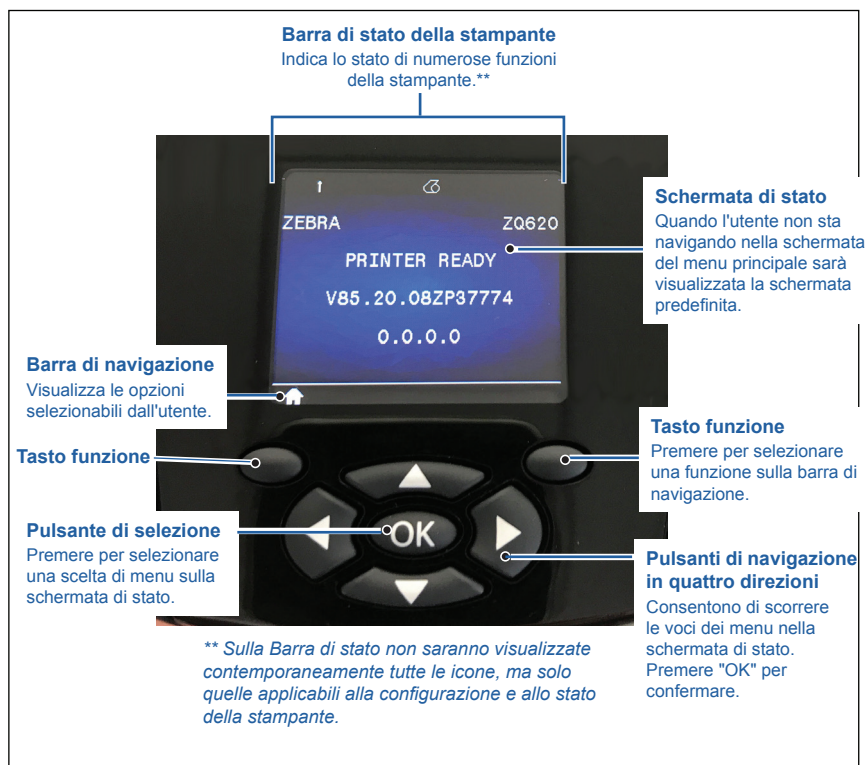 Barra di stato della stampante
Indica lo stato di numerose funzioni
della stampante.**
ZEBRA
ZQ620
PRINTER READY
V85.20.08ZP37774
0.0.0.0
Schermata di stato
Quando l'utente non sta
navigando nella schermata
del menu principale sarà
visualizzata la schermata
predefinita.
Barra di navigazione
Visualizza le opzioni
selezionabili dall'utente.
Tasto funzione
Tasto funzione
Premere per selezionare
una funzione sulla barra di
navigazione.
Pulsante di selezione
Premere per selezionare
una scelta di menu sulla
schermata di stato.
OK
Pulsanti di navigazione
in quattro direzioni
Consentono di scorrere
le voci dei menu nella
schermata di stato.
Premere "OK" per
confermare.
** Sulla Barra di stato non saranno visualizzate
contemporaneamente tutte le icone, ma solo
quelle applicabili alla configurazione e allo stato
della stampante.